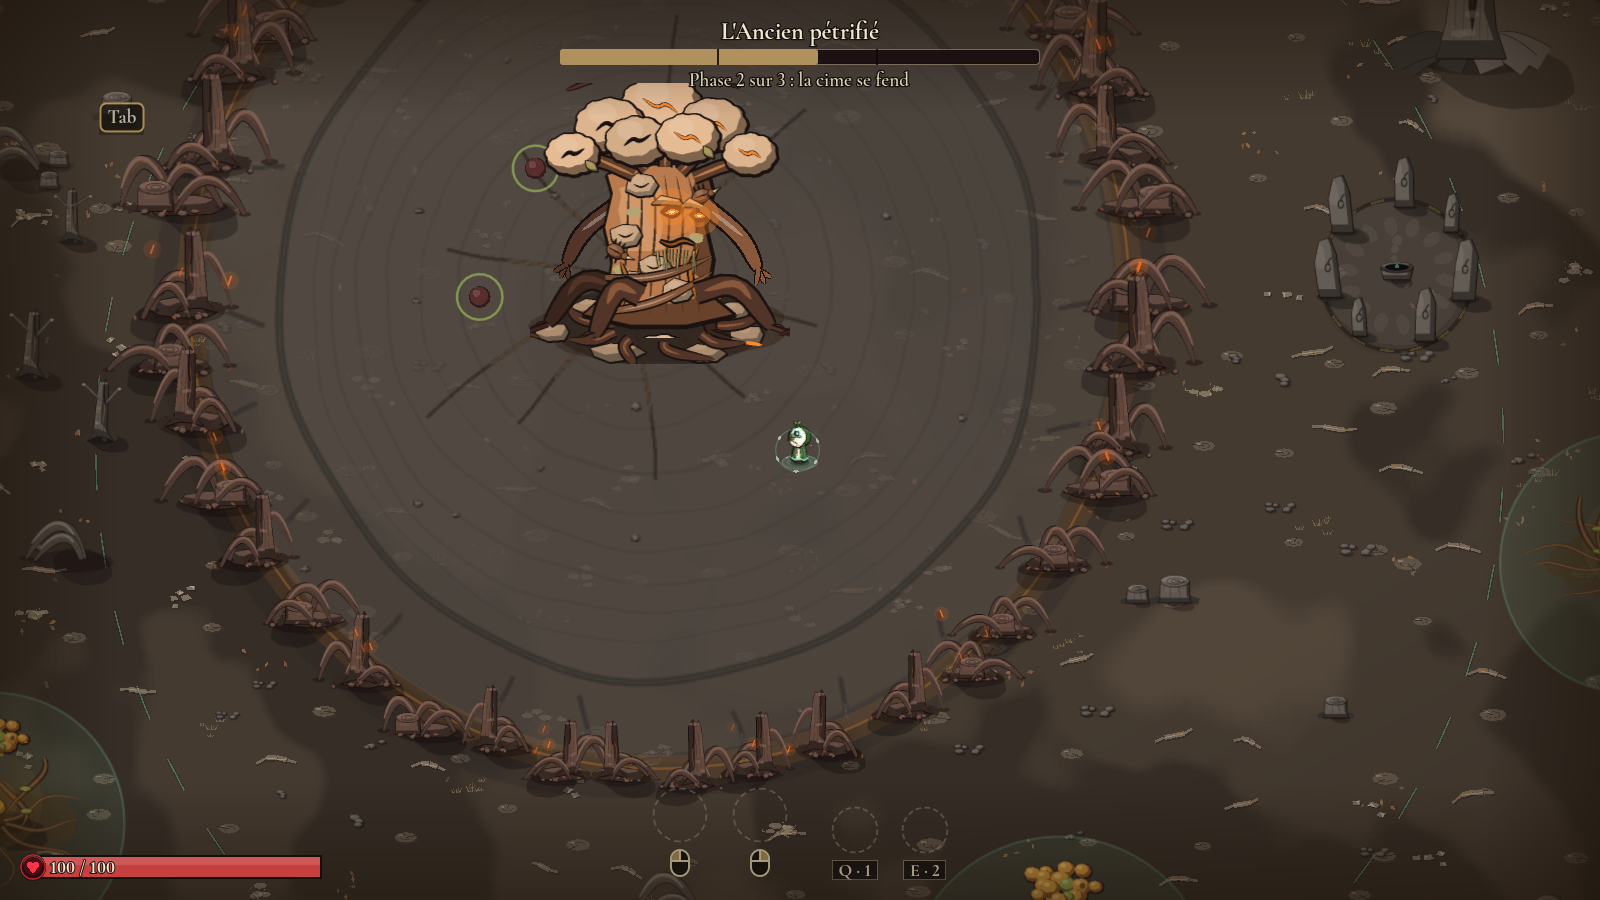 L'Ancien pétrifié
Phase 2 sur 3 : la cime se fend
Tab
100 / 100
Q · 1
E · 2